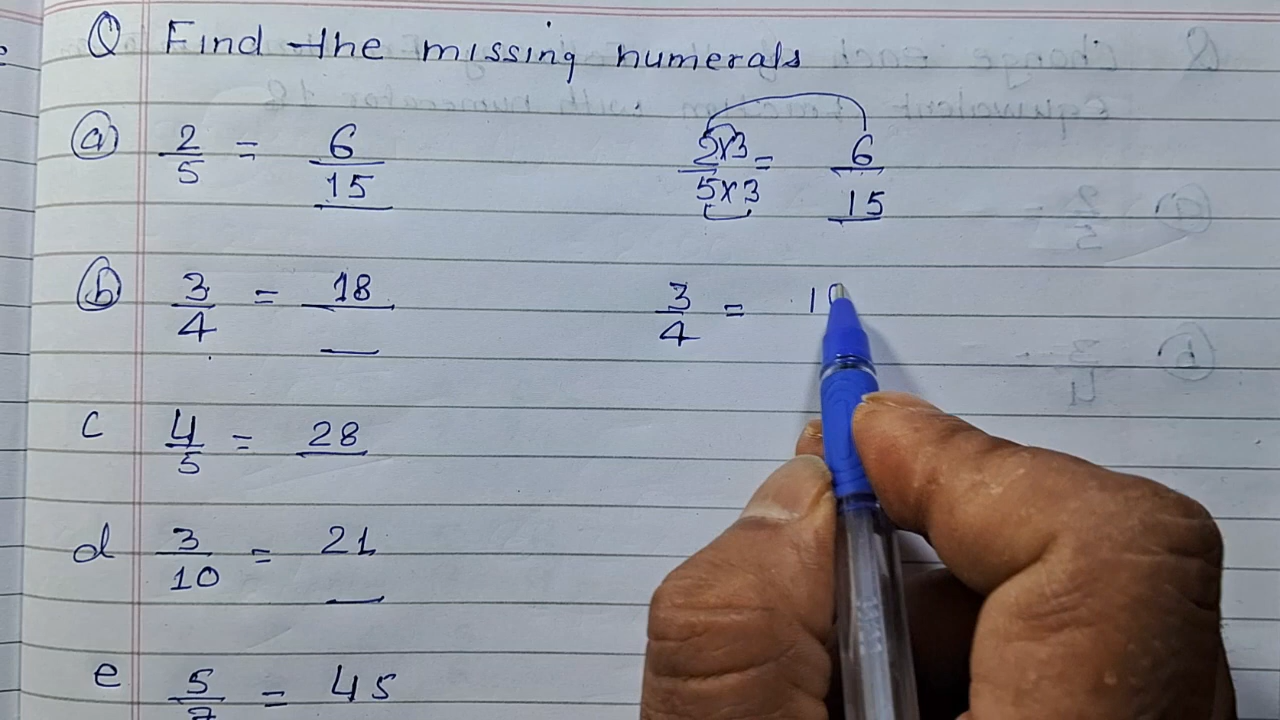 Q Find the missing numerals
a 2/5 = 6/15
2×3/5×3 = 6/15
b 3/4 = 18/__
3/4 = 1
c 4/5 = 28
d 3/10 = 21/__
e 5/7 = 45